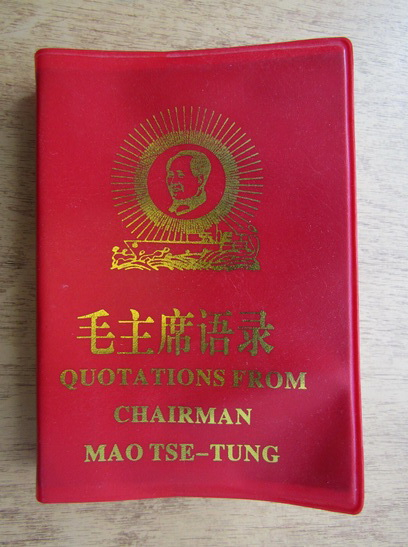 毛主席语录
QUOTATIONS FROM
CHAIRMAN
MAO TSE-TUNG